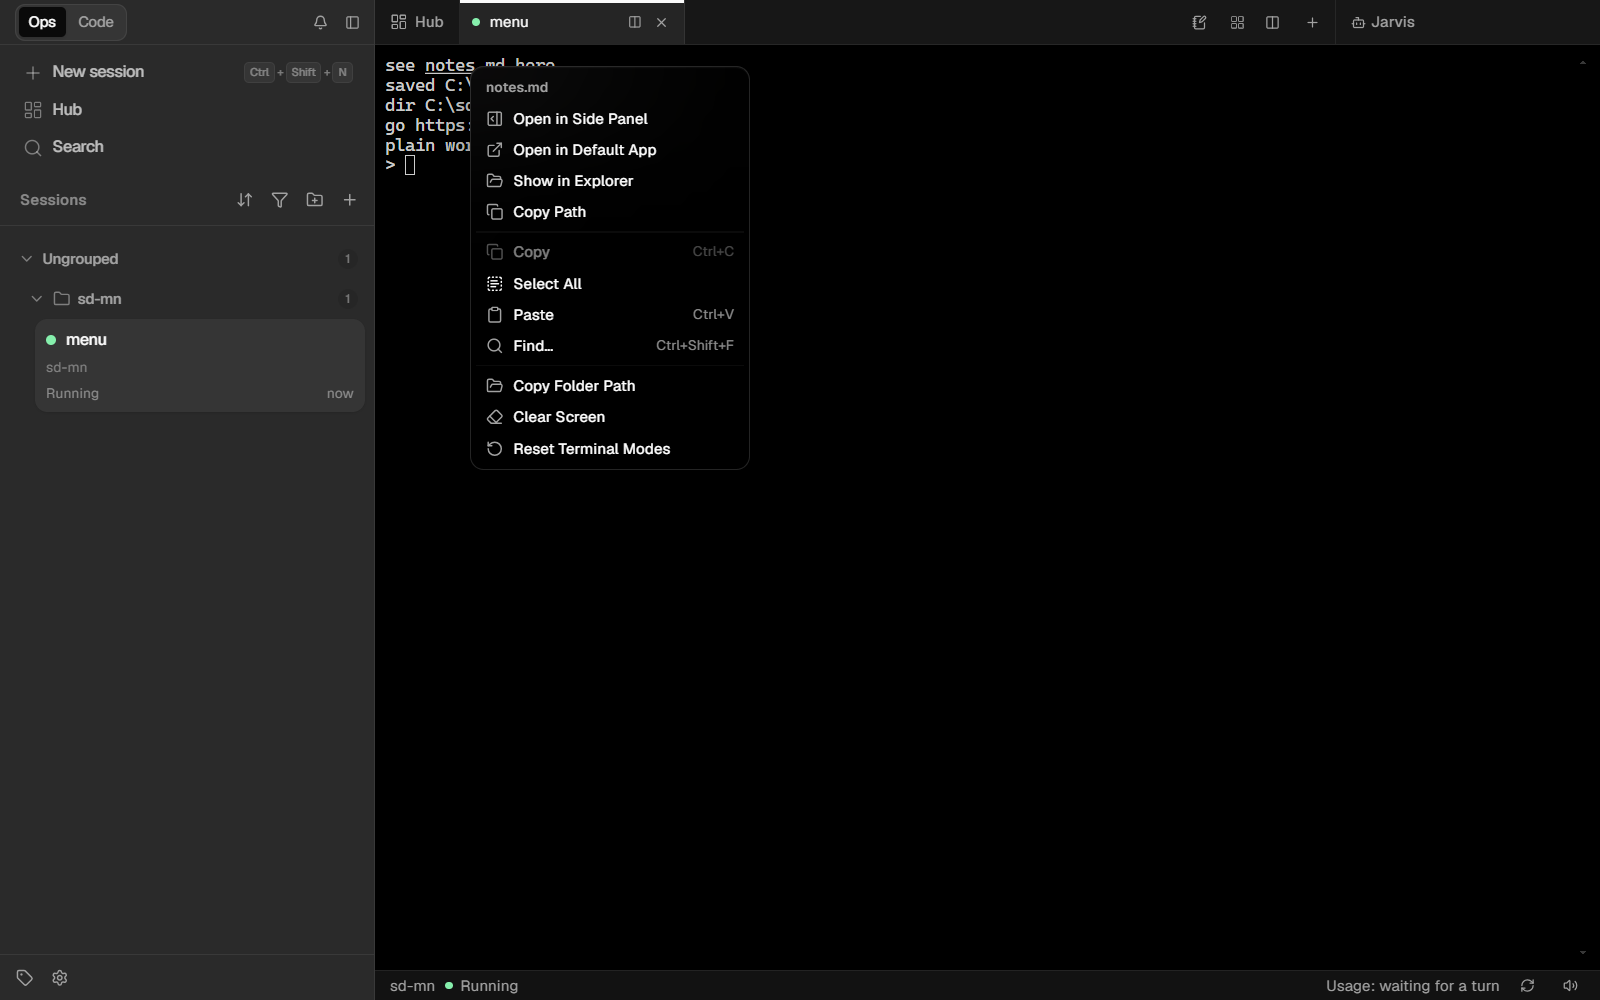 Ops Code
Hub
menu
Jarvis
New session Ctrl + Shift + N
Hub
Search
Sessions
Ungrouped 1
sd-mn 1
menu
sd-mn
Running now
see notes.md here
saved C:\
dir C:\
go https:
plain
>
notes.md
Open in Side Panel
Open in Default App
Show in Explorer
Copy Path
Copy Ctrl+C
Select All
Paste Ctrl+V
Find... Ctrl+Shift+F
Copy Folder Path
Clear Screen
Reset Terminal Modes
sd-mn Running
Usage: waiting for a turn